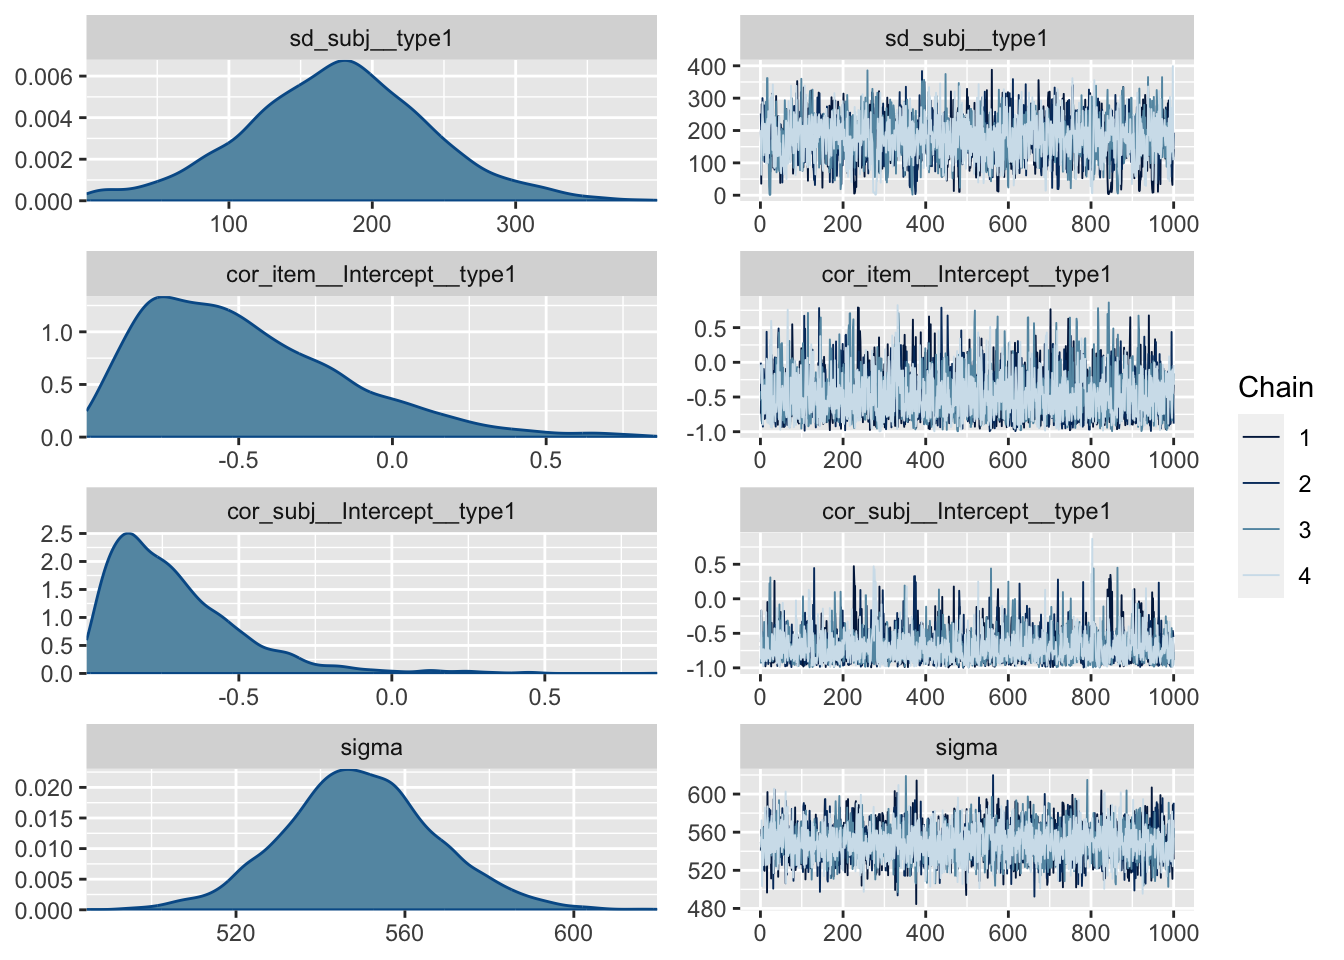 sd_subj__type1
0.006
0.004
0.002
0.000
100 200 300
sd_subj__type1
400
300
200
100
0
0 200 400 600 800 1000
cor_item__Intercept__type1
1.0
0.5
0.0
-0.5 0.0 0.5
cor_item__Intercept__type1
0.5
0.0
-0.5
-1.0
0 200 400 600 800 1000
cor_subj__Intercept__type1
2.5
2.0
1.5
1.0
0.5
0.0
-0.5 0.0 0.5
cor_subj__Intercept__type1
0.5
0.0
-0.5
-1.0
0 200 400 600 800 1000
sigma
0.020
0.015
0.010
0.005
0.000
520 560 600
sigma
600
560
520
480
0 200 400 600 800 1000
Chain
1
2
3
4